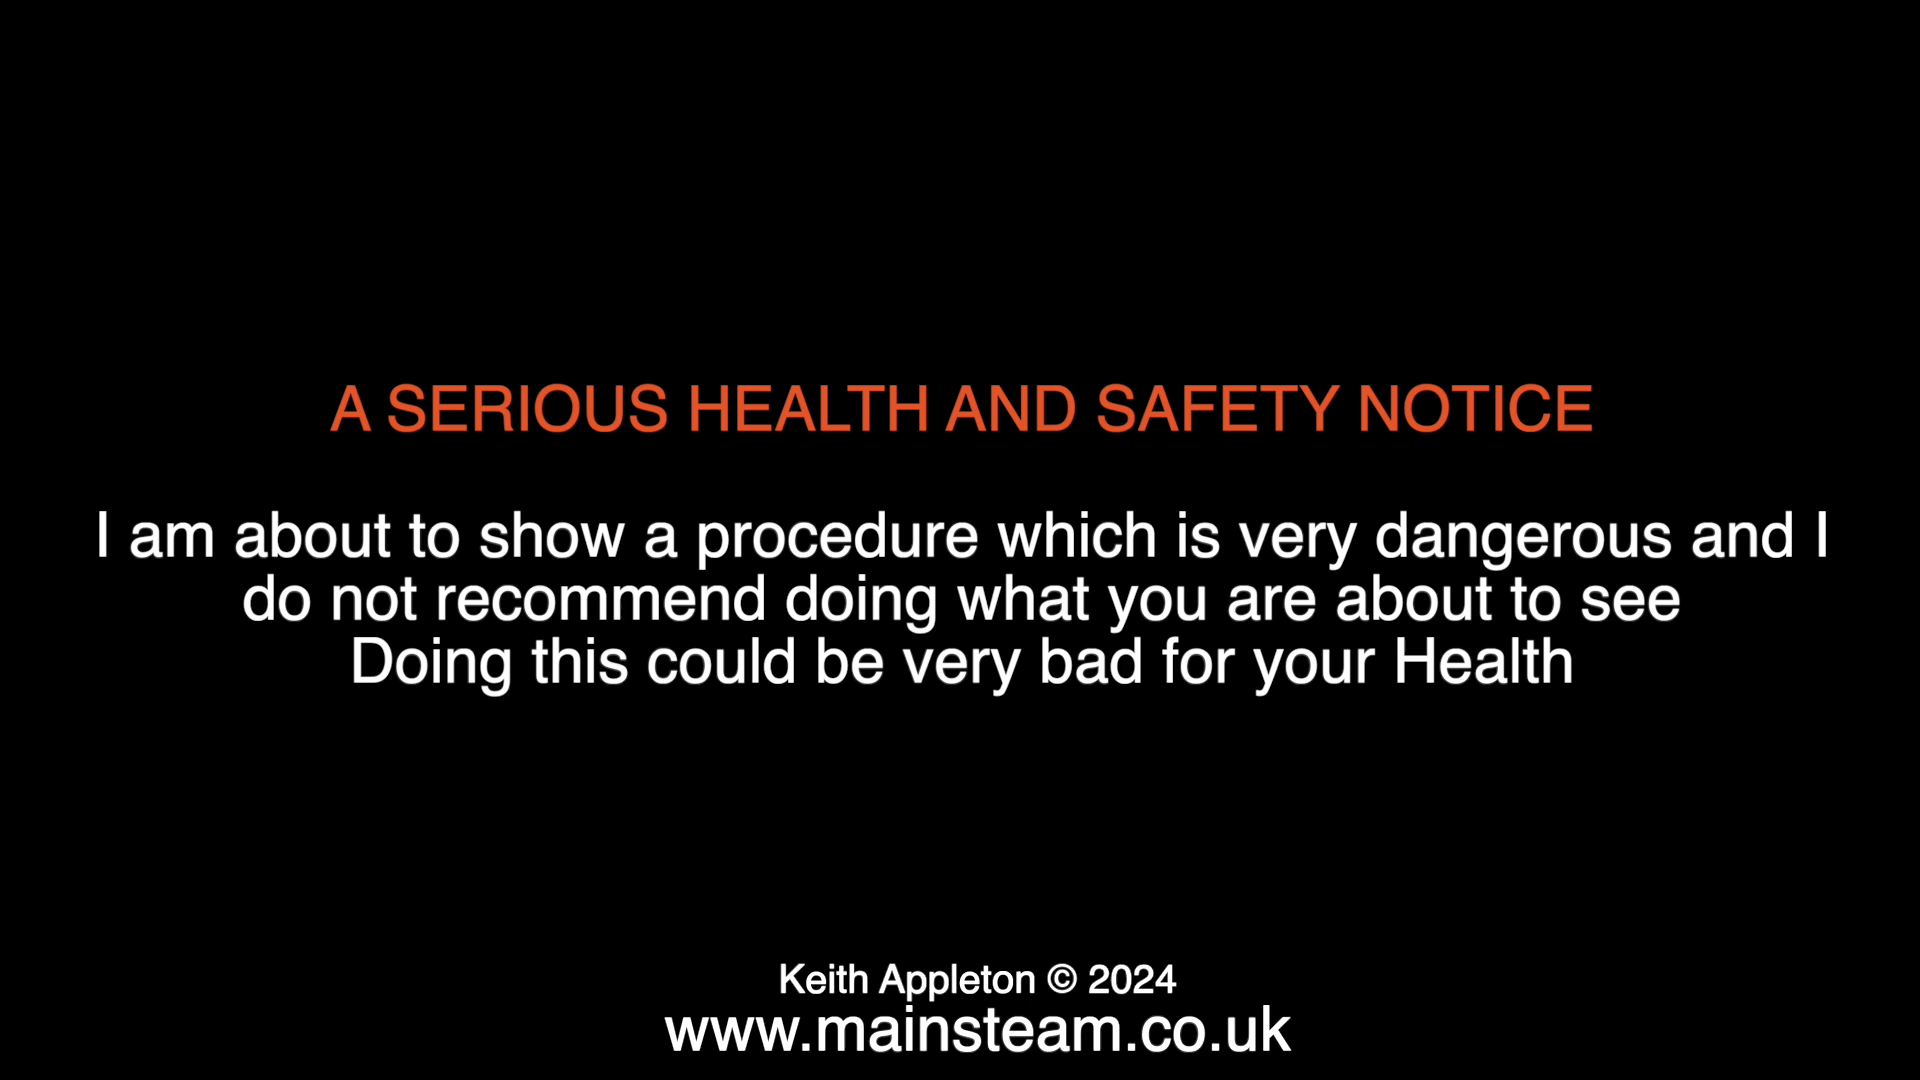 A SERIOUS HEALTH AND SAFETY NOTICE
I am about to show a procedure which is very dangerous and I
do not recommend doing what you are about to see
Doing this could be very bad for your Health
Keith Appleton © 2024
www.mainsteam.co.uk